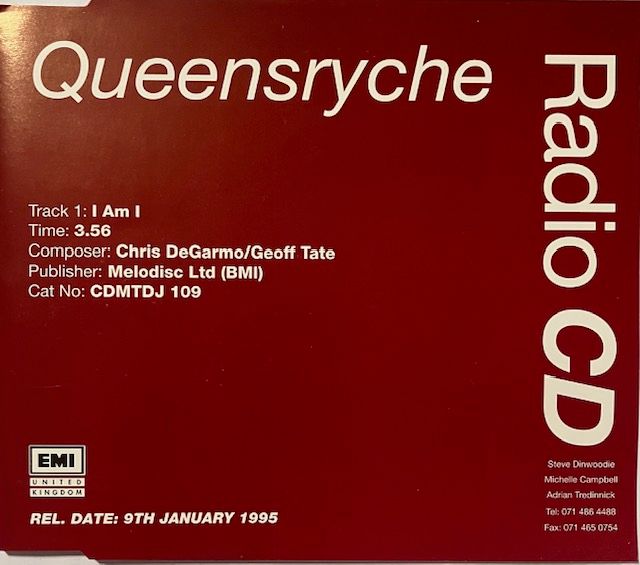 Queensryche
Radio CD
Track 1: I Am I
Time: 3.56
Composer: Chris DeGarmo/Geoff Tate
Publisher: Melodisc Ltd (BMI)
Cat No: CDMTDJ 109
EMI
UNITED
KINGDOM
REL. DATE: 9TH JANUARY 1995
Steve Dinwoodie
Michelle Campbell
Adrian Tredinnick
Tel: 071 486 4488
Fax: 071 465 0754